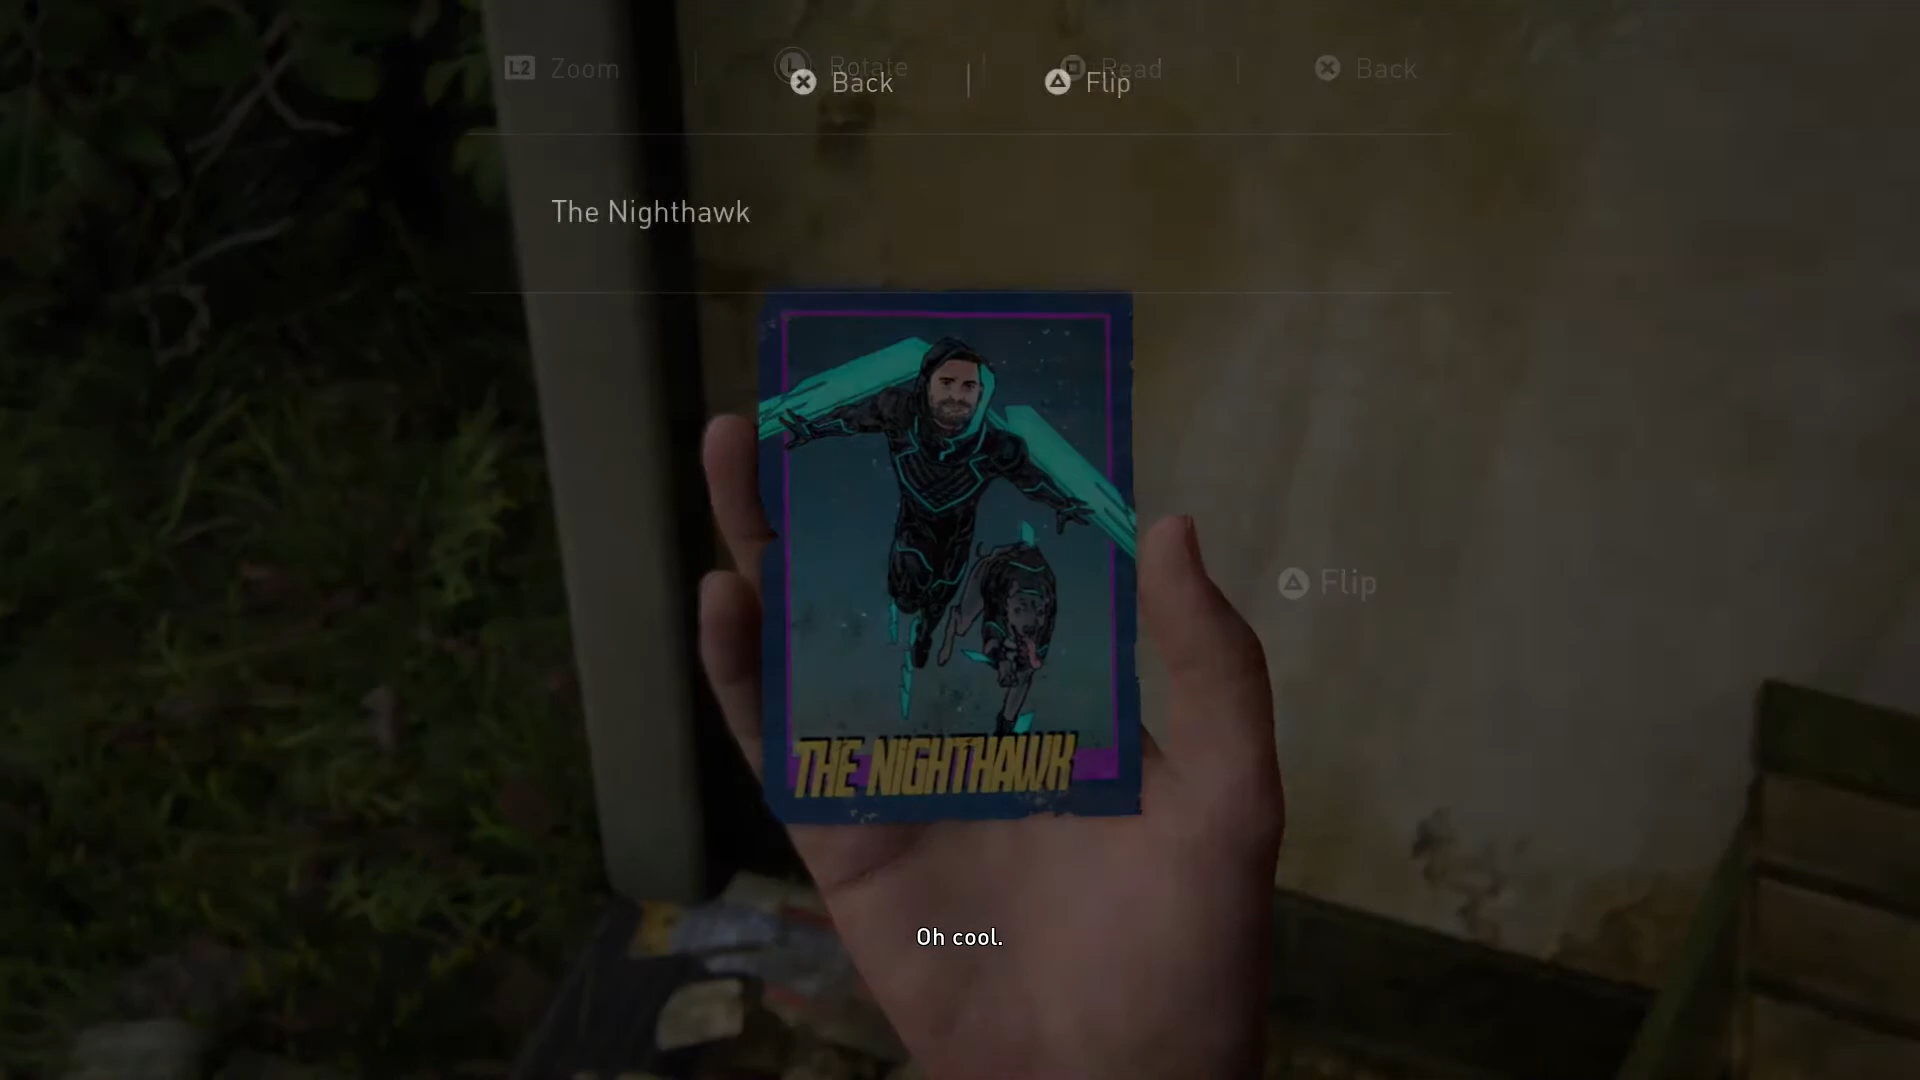 L2 Zoom
L Rotate
Read
Back
Back
Flip
The Nighthawk
THE NIGHTHAWK
Flip
Oh cool.